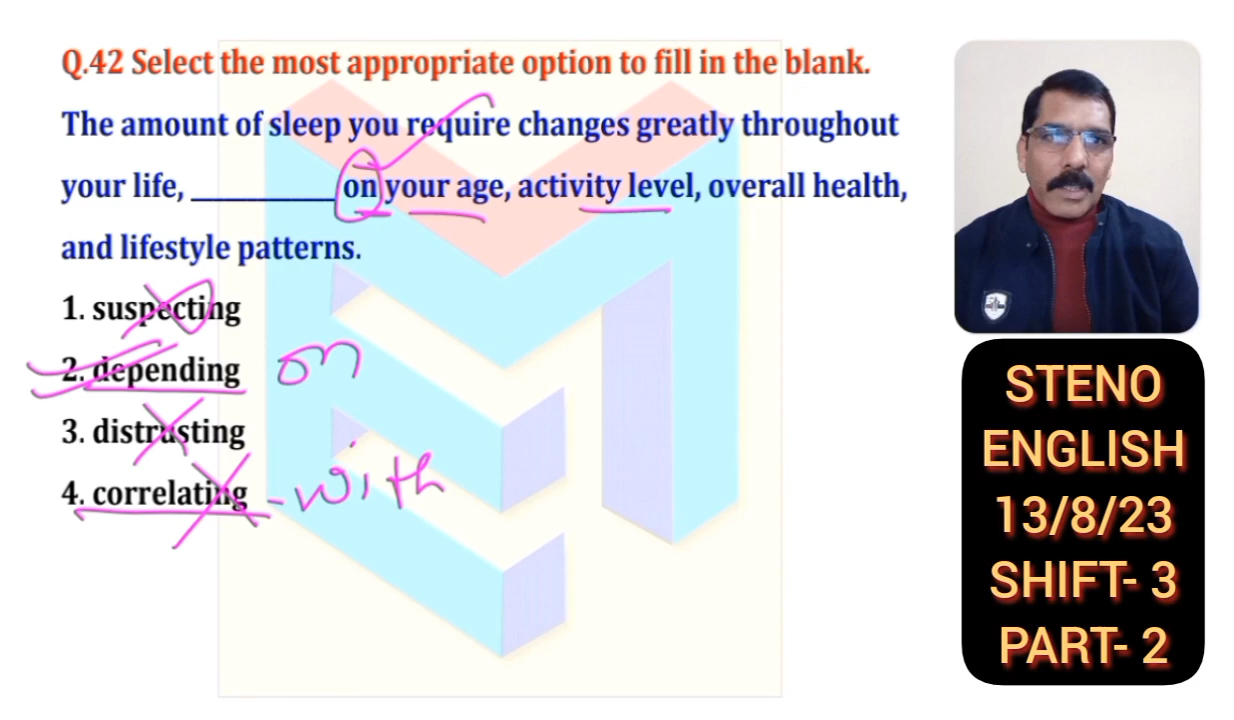 Q.42 Select the most appropriate option to fill in the blank.
The amount of sleep you require changes greatly throughout
your life, ____________ on your age, activity level, overall health,
and lifestyle patterns.
1. suspecting
2. depending on
3. distrusting
4. correlating - with
STENO
ENGLISH
13/8/23
SHIFT- 3
PART- 2